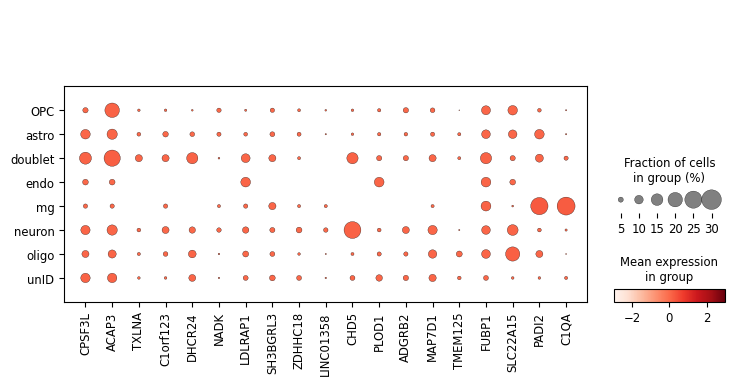 OPC
astro
doublet
endo
mg
neuron
oligo
unID
CPSF3L
ACAP3
TXLNA
C1orf123
DHCR24
NADK
LDLRAP1
SH3BGRL3
ZDHHC18
LINC01358
CHD5
PLOD1
ADGRB2
MAP7D1
TMEM125
FUBP1
SLC22A15
PADI2
C1QA
Fraction of cells
in group (%)
5 10 15 20 25 30
Mean expression
in group
−2 0 2